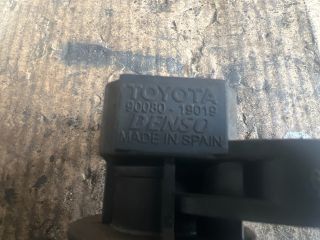 TOYOTA
90080-19019
DENSO
MADE IN SPAIN